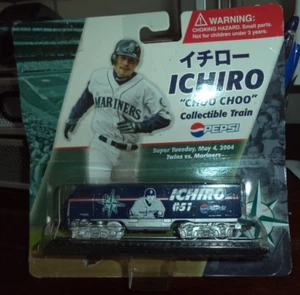 WARNING:
CHOKING HAZARD. Small parts.
Not for children under 3 years.
イチロー
ICHIRO
"CHOO CHOO"
Collectible Train
PEPSI
MARINERS
Super Tuesday, May 4, 2004
Twins vs. Mariners
ICHIRO
#51